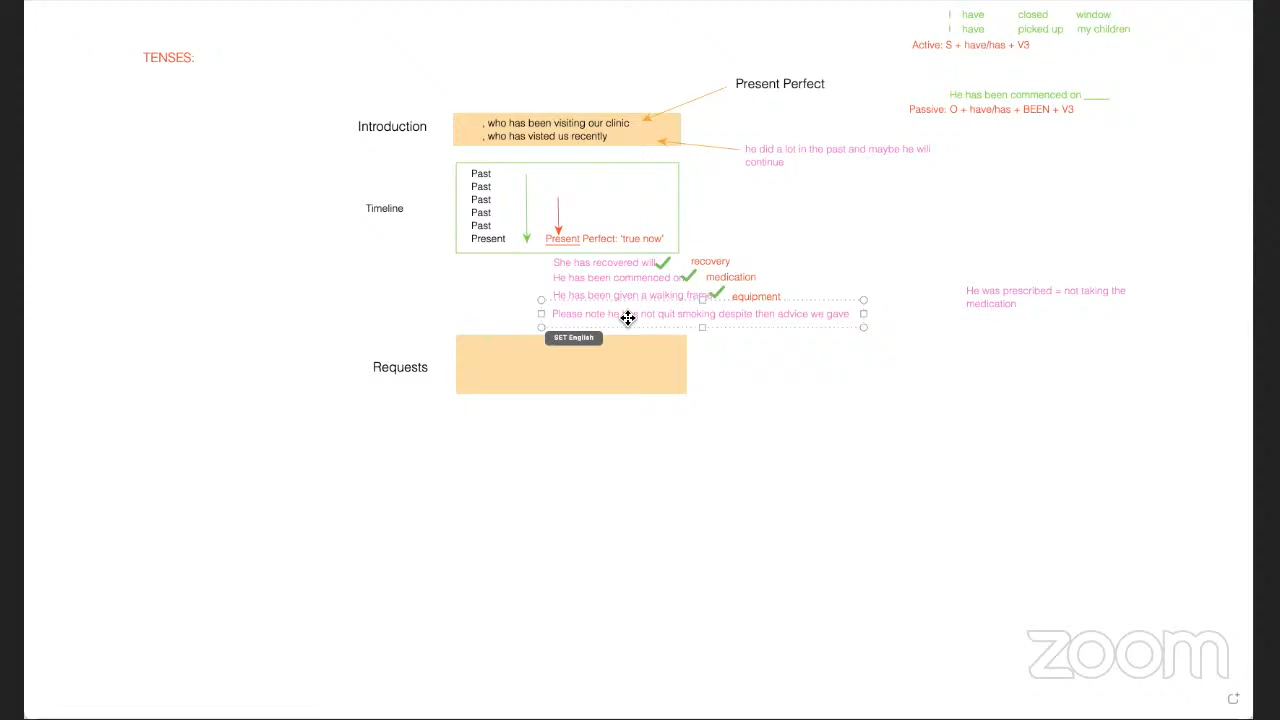 I have closed window
I have picked up my children
Active: S + have/has + V3
TENSES:
Present Perfect
He has been commenced on _____
Passive: O + have/has + BEEN + V3
Introduction
, who has been visiting our clinic
, who has visted us recently
he did a lot in the past and maybe he will
continue
Timeline
Past
Past
Past
Past
Past
Present
Present Perfect: 'true now'
She has recovered will
recovery
He has been commenced on
medication
He has been given a walking frame
equipment
He was prescribed = not taking the
medication
Please note he not quit smoking despite then advice we gave
SET English
Requests
zoom